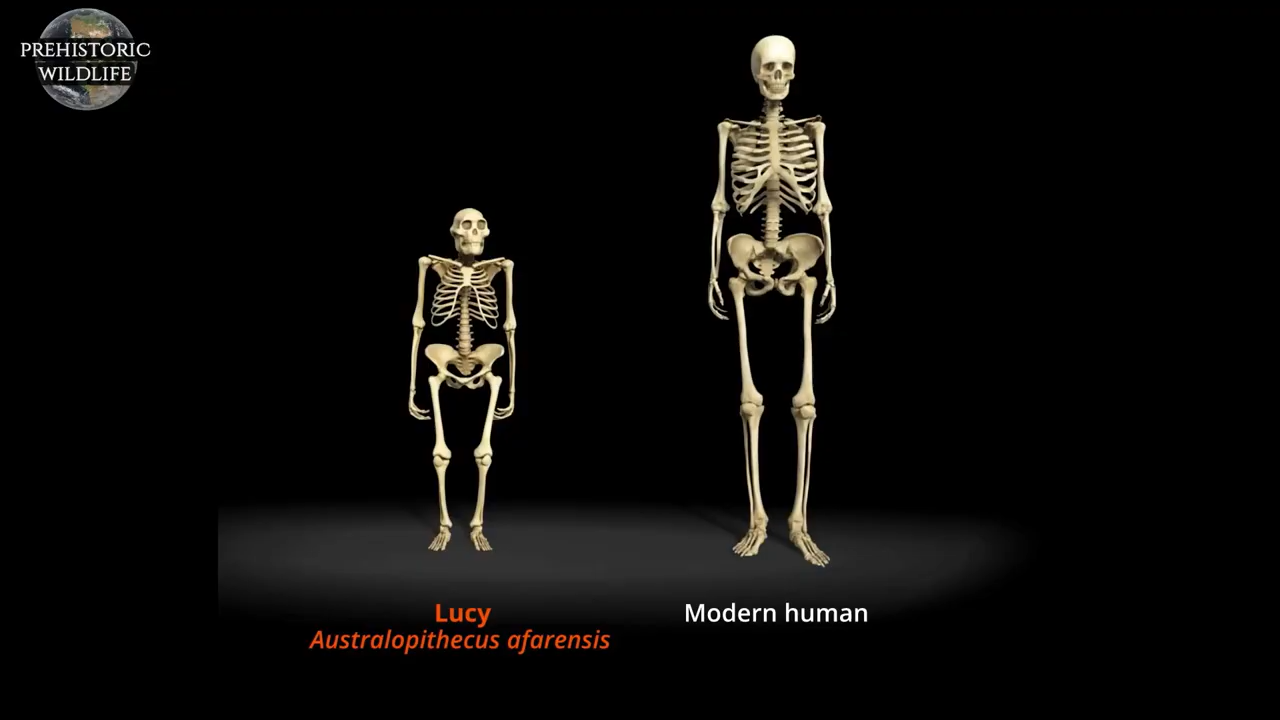 PREHISTORIC
WILDLIFE
Lucy
Australopithecus afarensis
Modern human